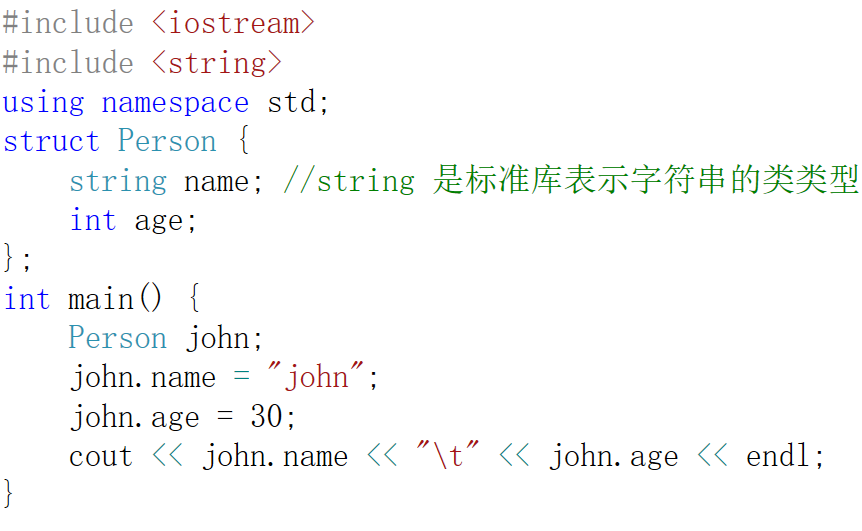 #include <iostream>
#include <string>
using namespace std;
struct Person {
    string name; //string 是标准库表示字符串的类类型
    int age;
};
int main() {
    Person john;
    john.name = "john";
    john.age = 30;
    cout << john.name << "\t" << john.age << endl;
}